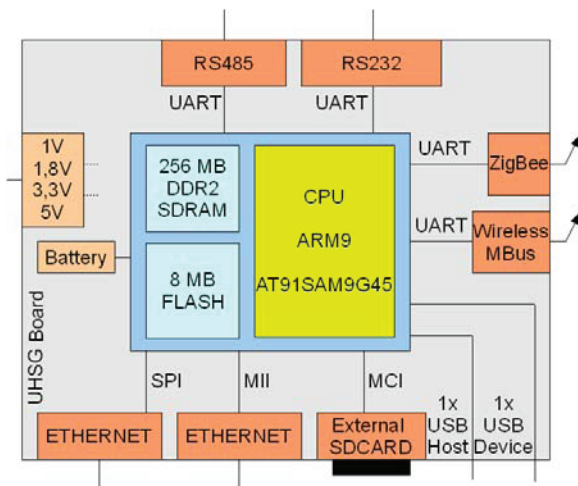 RS485
RS232
UART
UART
1V
1,8V
3,3V
5V
256 MB
DDR2
SDRAM
CPU
ARM9
AT91SAM9G45
UART
ZigBee
UART
Wireless
MBus
Battery
8 MB
FLASH
UHSG Board
SPI
MII
MCI
1x
USB
Host
1x
USB
Device
ETHERNET
ETHERNET
External
SDCARD